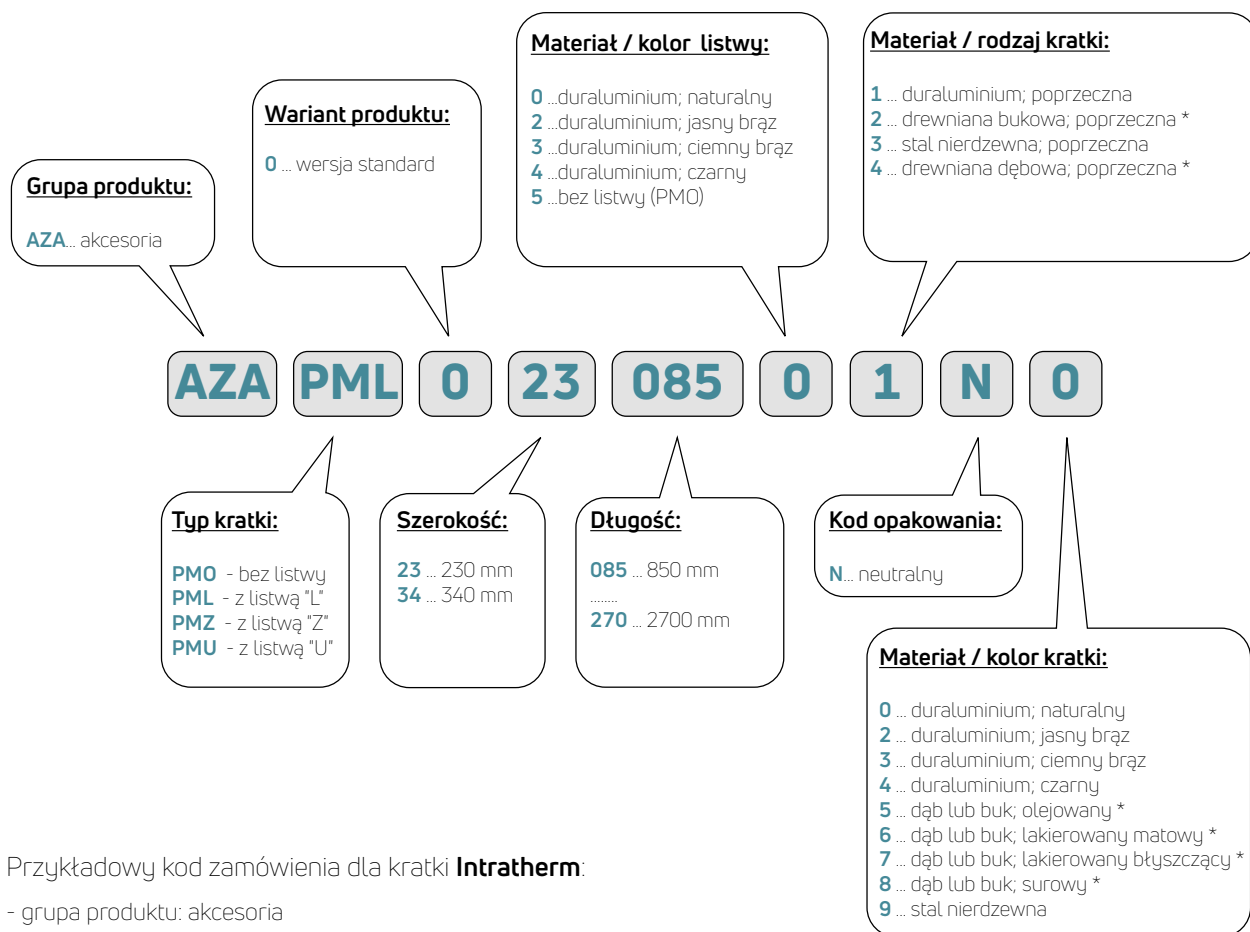 Materiał / kolor listwy:
0 ...duraluminium; naturalny
2 ...duraluminium; jasny brąz
3 ...duraluminium; ciemny brąz
4 ...duraluminium; czarny
5 ...bez listwy (PMO)
Materiał / rodzaj kratki:
1 ... duraluminium; poprzeczna
2 ... drewniana bukowa; poprzeczna *
3 ... stal nierdzewna; poprzeczna
4 ... drewniana dębowa; poprzeczna *
Wariant produktu:
0 ... wersja standard
Grupa produktu:
AZA... akcesoria
AZA PML 0 23 085 0 1 N 0
Typ kratki:
PMO - bez listwy
PML - z listwą "L"
PMZ - z listwą "Z"
PMU - z listwą "U"
Szerokość:
23 ... 230 mm
34 ... 340 mm
Długość:
085 ... 850 mm
........
270 ... 2700 mm
Kod opakowania:
N... neutralny
Materiał / kolor kratki:
0 ... duraluminium; naturalny
2 ... duraluminium; jasny brąz
3 ... duraluminium; ciemny brąz
4 ... duraluminium; czarny
5 ... dąb lub buk; olejowany *
6 ... dąb lub buk; lakierowany matowy *
7 ... dąb lub buk; lakierowany błyszczący *
8 ... dąb lub buk; surowy *
9 ... stal nierdzewna
Przykładowy kod zamówienia dla kratki Intratherm:
- grupa produktu: akcesoria